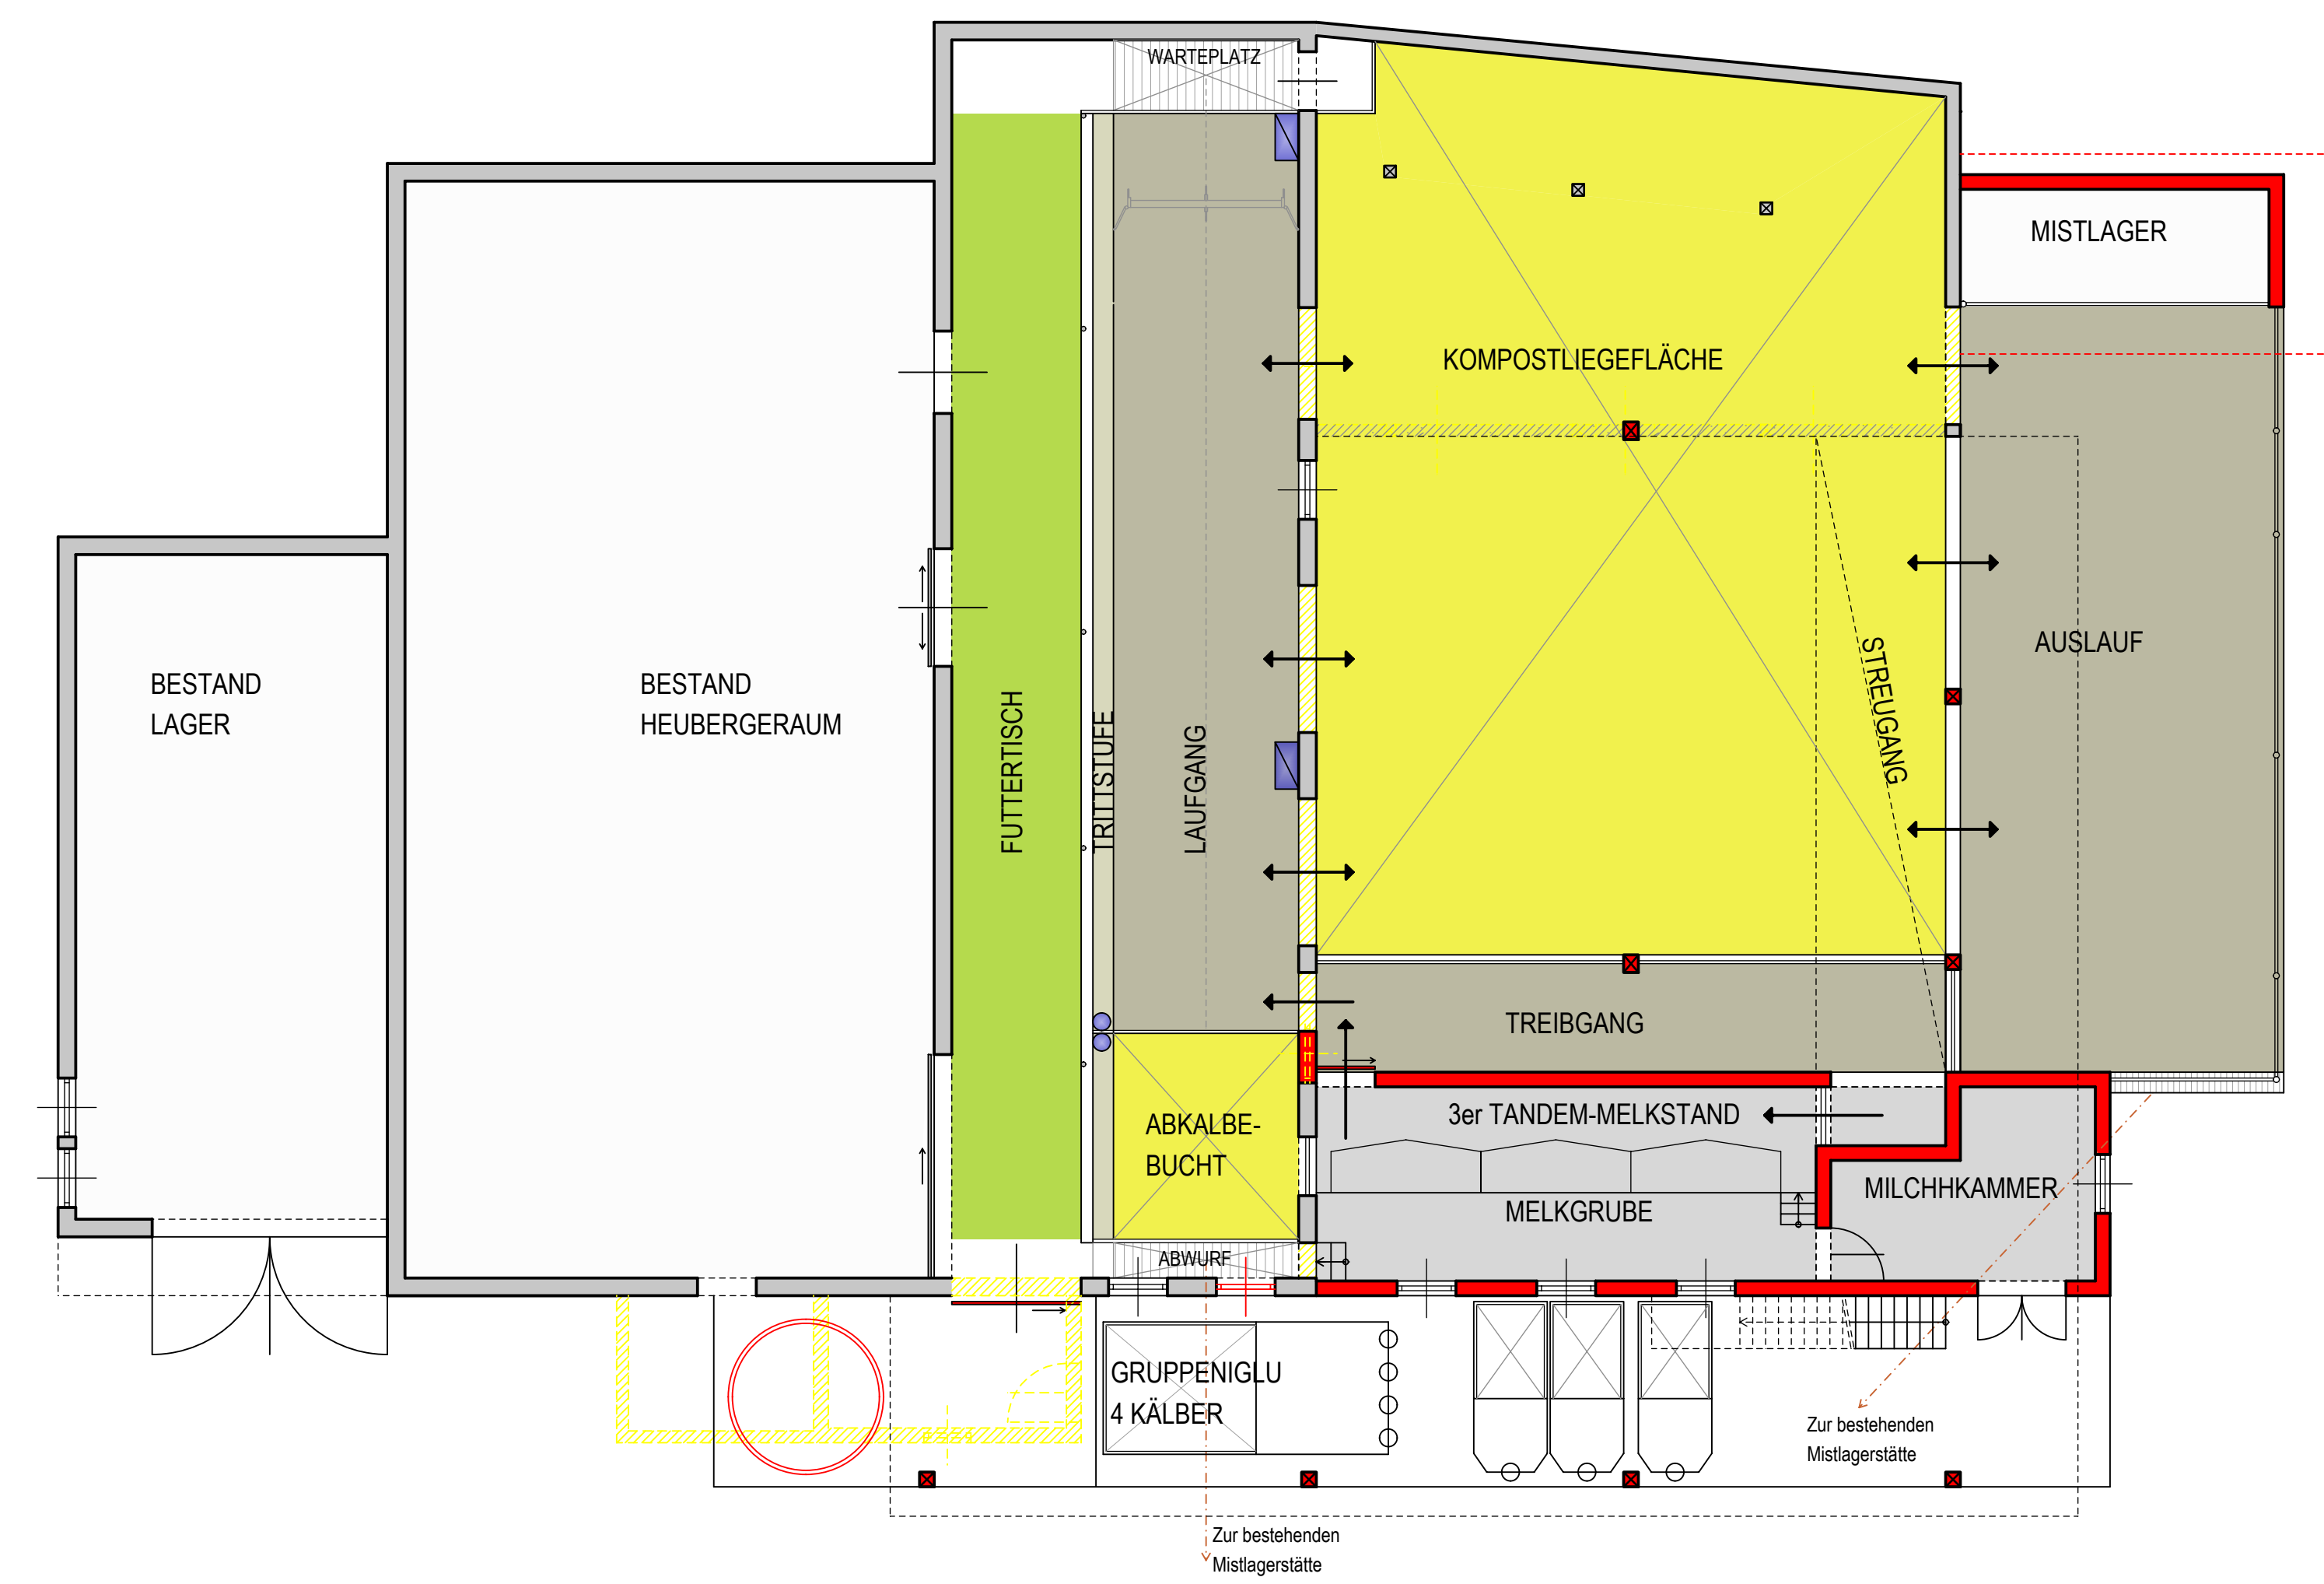 WARTEPLATZ
MISTLAGER
KOMPOSTLIEGEFLÄCHE
BESTAND
LAGER
BESTAND
HEUBERGERAUM
FUTTERTISCH
TRITTSTUFE
LAUFGANG
STREUGANG
AUSLAUF
TREIBGANG
ABKALBE-
BUCHT
3er TANDEM-MELKSTAND
MELKGRUBE
MILCHHKAMMER
ABWURF
GRUPPENIGLU
4 KÄLBER
Zur bestehenden
Mistlagerstätte
Zur bestehenden
Mistlagerstätte